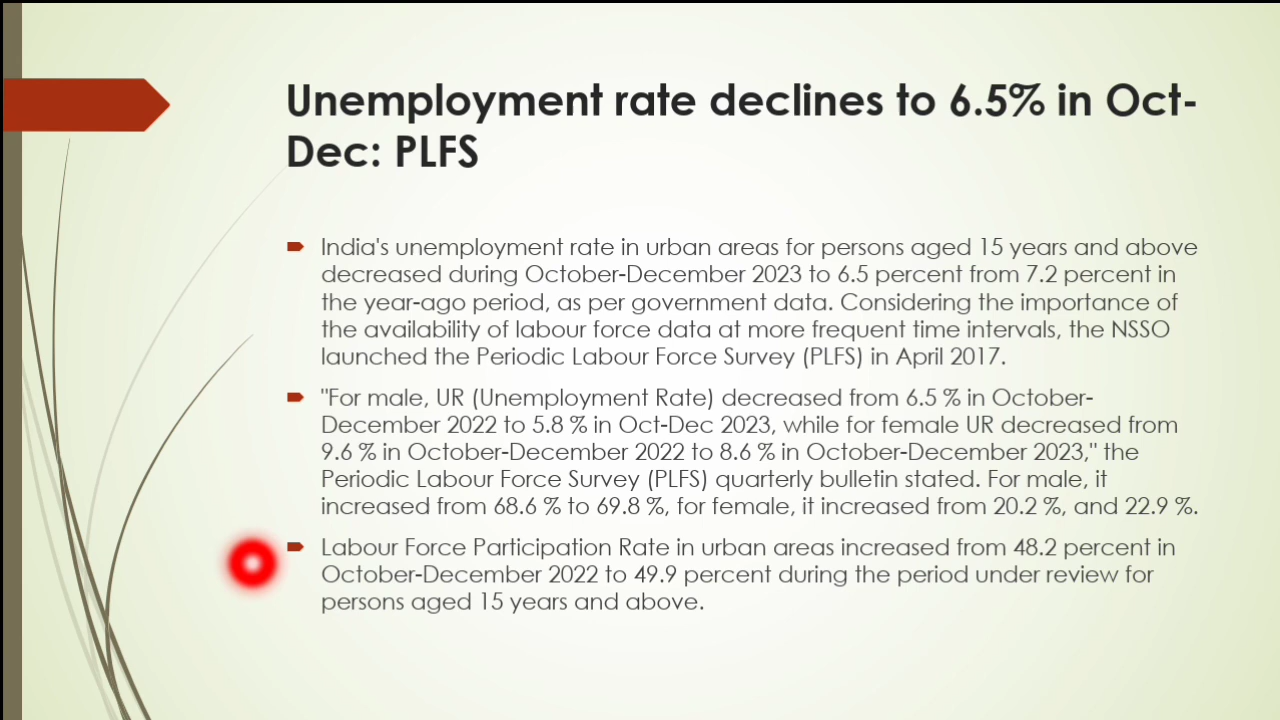 Unemployment rate declines to 6.5% in Oct-
Dec: PLFS
India's unemployment rate in urban areas for persons aged 15 years and above
decreased during October-December 2023 to 6.5 percent from 7.2 percent in
the year-ago period, as per government data. Considering the importance of
the availability of labour force data at more frequent time intervals, the NSSO
launched the Periodic Labour Force Survey (PLFS) in April 2017.
"For male, UR (Unemployment Rate) decreased from 6.5 % in October-
December 2022 to 5.8 % in Oct-Dec 2023, while for female UR decreased from
9.6 % in October-December 2022 to 8.6 % in October-December 2023," the
Periodic Labour Force Survey (PLFS) quarterly bulletin stated. For male, it
increased from 68.6 % to 69.8 %, for female, it increased from 20.2 %, and 22.9 %.
Labour Force Participation Rate in urban areas increased from 48.2 percent in
October-December 2022 to 49.9 percent during the period under review for
persons aged 15 years and above.